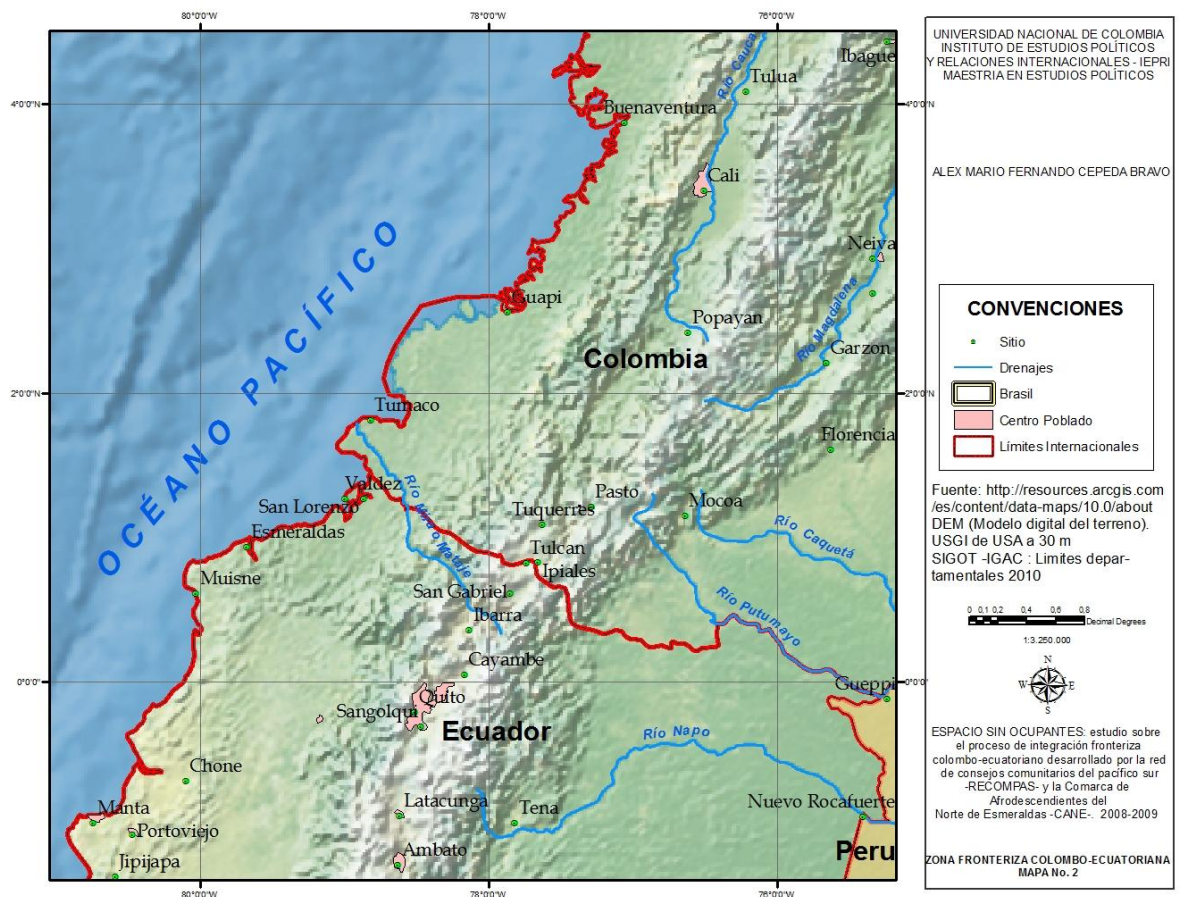 80°0'0"W
78°0'0"W
76°0'0"W
4°0'0"N
4°0'0"N
2°0'0"N
2°0'0"N
0°0'0"
0°0'0"
Ibague
Río Cauca
Tulua
Buenaventura
Cali
OCÉANO PACÍFICO
Neiva
Guapi
Popayan
Río Magdalena
Garzon
Colombia
Tumaco
Florencia
Valdez
San Lorenzo
Río Mira
Mataje
Pasto
Mocoa
Tuquerres
Esmeraldas
Río Caquetá
Tulcan
Ipiales
Muisne
San Gabriel
Río Putumayo
Ibarra
Cayambe
Gueppi
Quito
Sangolqui
Ecuador
Río Napo
Chone
Latacunga
Tena
Nuevo Rocafuerte
Manta
Portoviejo
Ambato
Peru
Jipijapa
80°0'0"W
78°0'0"W
76°0'0"W
UNIVERSIDAD NACIONAL DE COLOMBIA
INSTITUTO DE ESTUDIOS POLÍTICOS
Y RELACIONES INTERNACIONALES - IEPRI
MAESTRIA EN ESTUDIOS POLÍTICOS
ALEX MARIO FERNANDO CEPEDA BRAVO
CONVENCIONES
Sitio
Drenajes
Brasil
Centro Poblado
Límites Internacionales
Fuente: http://resources.arcgis.com
/es/content/data-maps/10.0/about
DEM (Modelo digital del terreno).
USGI de USA a 30 m
SIGOT -IGAC : Limites depar-
tamentales 2010
0 0,1 0,2 0,4 0,6 0,8
Decimal Degrees
1:3.250.000
N
W E
S
ESPACIO SIN OCUPANTES: estudio sobre
el proceso de integración fronteriza
colombo-ecuatoriano desarrollado por la red
de consejos comunitarios del pacífico sur
-RECOMPAS- y la Comarca de
Afrodescendientes del
Norte de Esmeraldas -CANE-. 2008-2009
ZONA FRONTERIZA COLOMBO-ECUATORIANA
MAPA No. 2